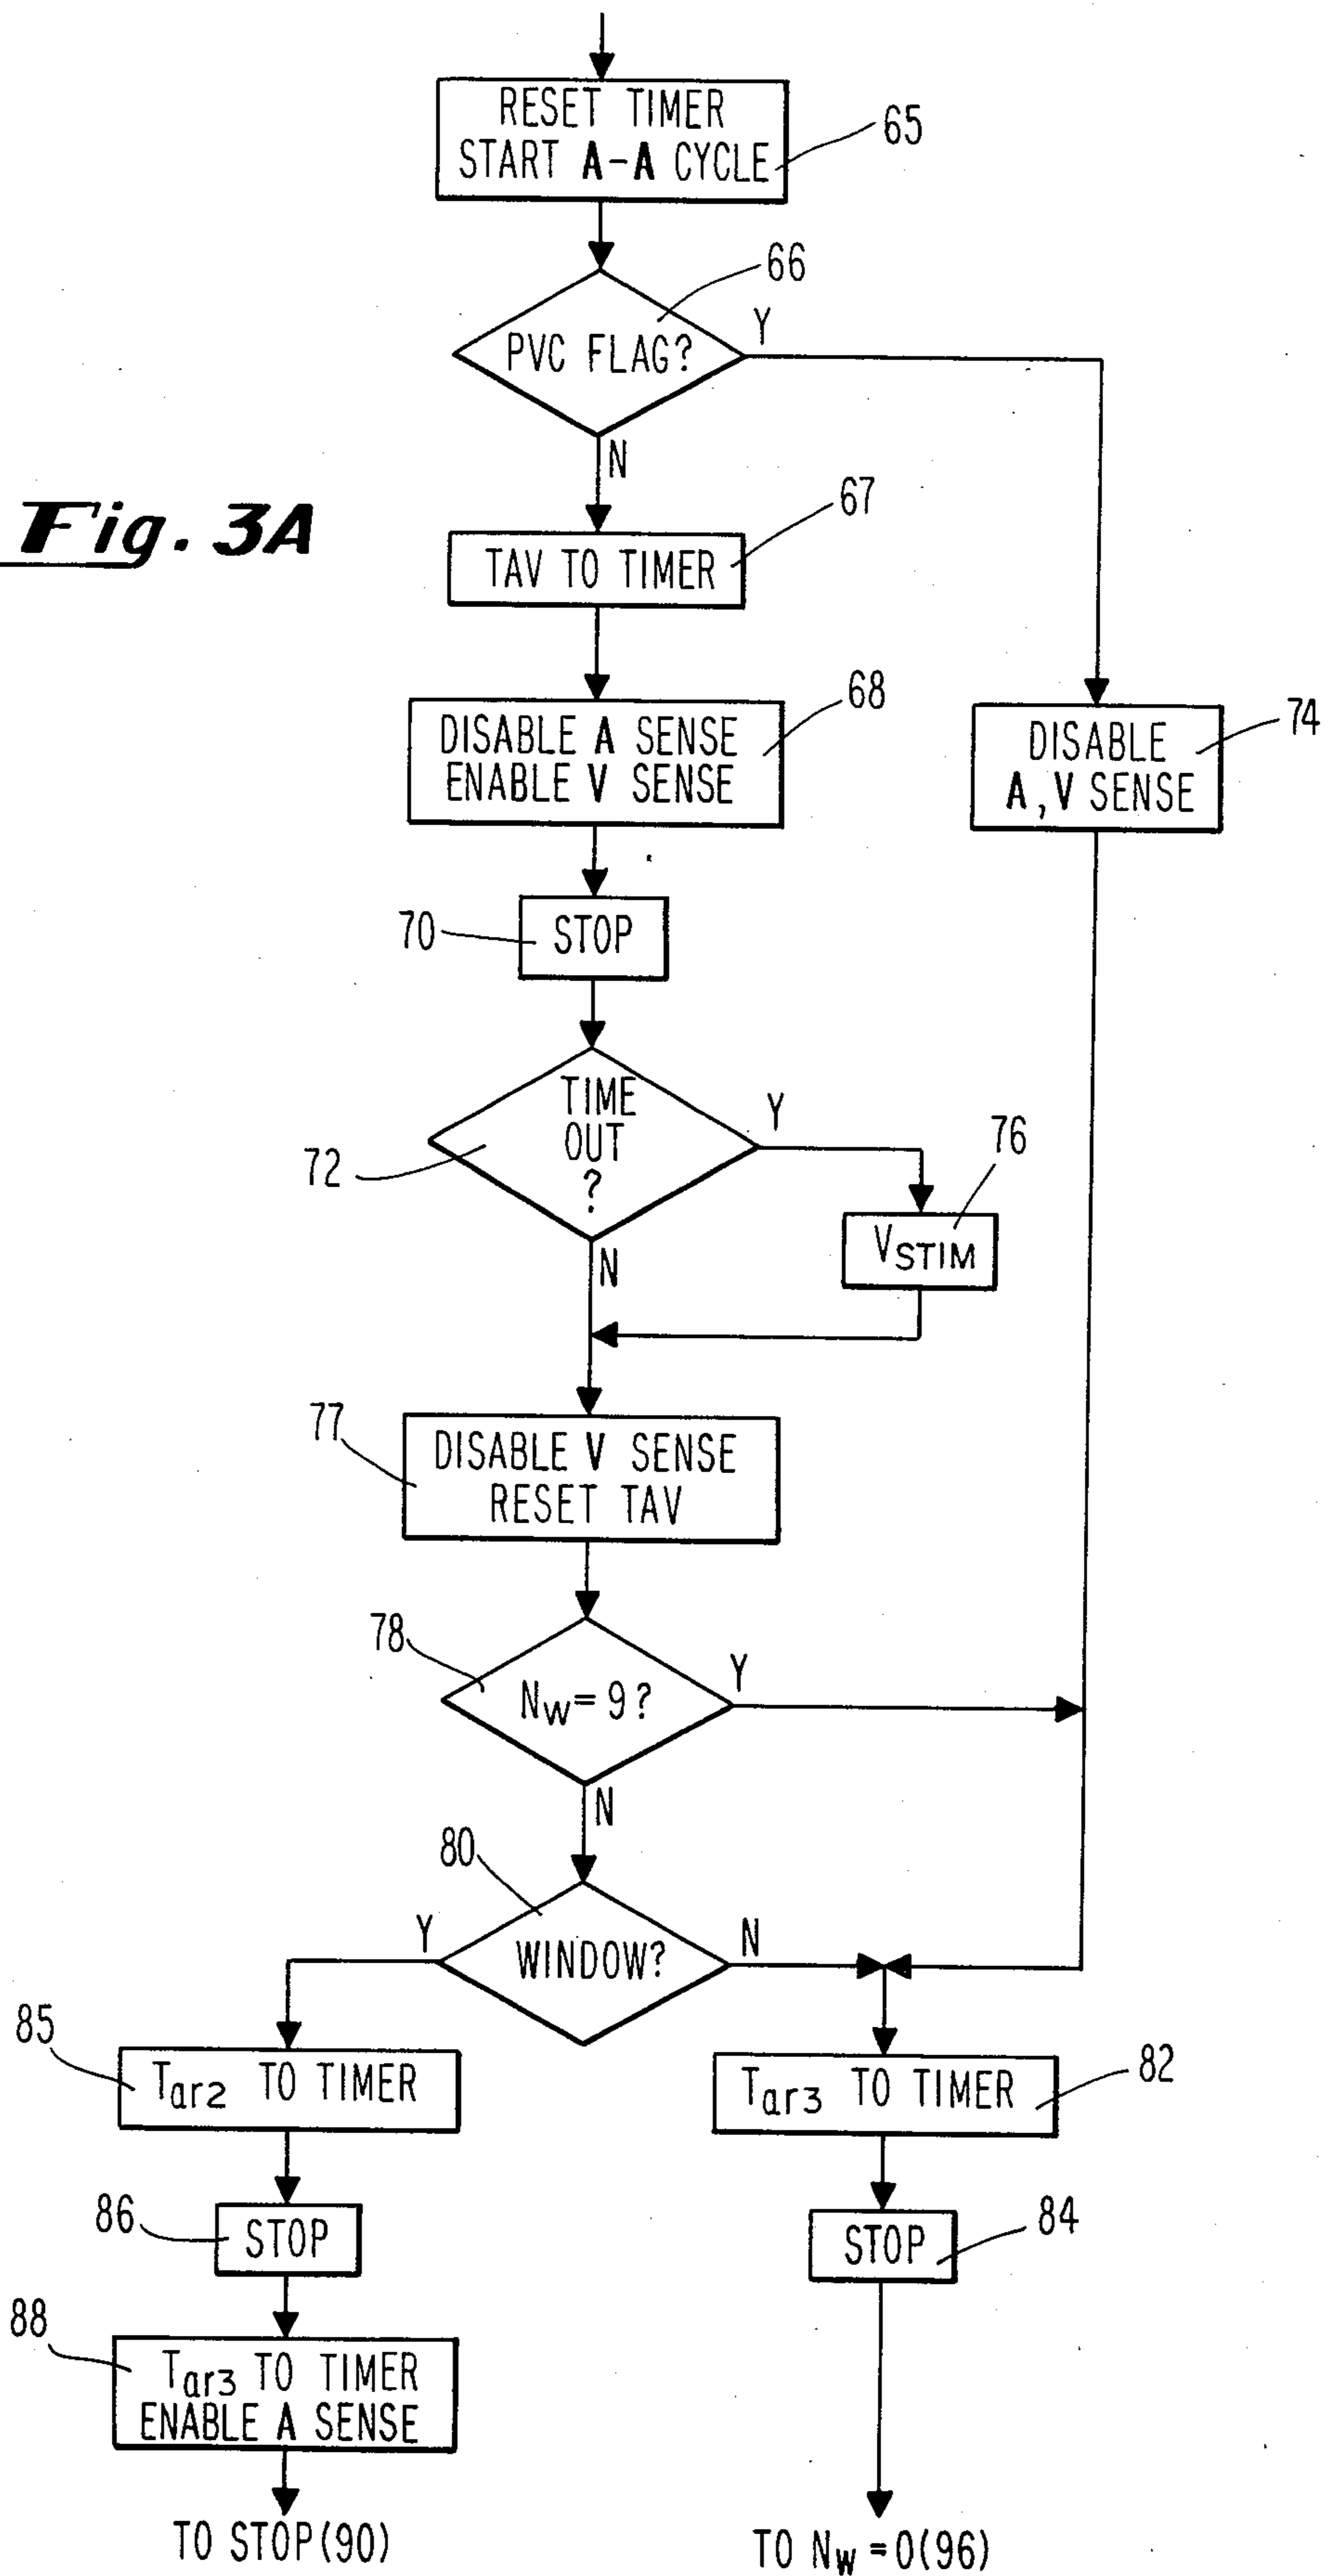 RESET TIMER
START A-A CYCLE
65
66
PVC FLAG?
Y
N
Fig. 3A
67
TAV TO TIMER
68
DISABLE A SENSE
ENABLE V SENSE
74
DISABLE
A, V SENSE
70
STOP
TIME
OUT
?
Y
72
76
VSTIM
N
77
DISABLE V SENSE
RESET TAV
78
Nw = 9?
Y
N
80
Y
WINDOW?
N
85
Tar2 TO TIMER
82
Tar3 TO TIMER
86
STOP
84
STOP
88
Tar3 TO TIMER
ENABLE A SENSE
TO STOP(90)
TO Nw = 0(96)